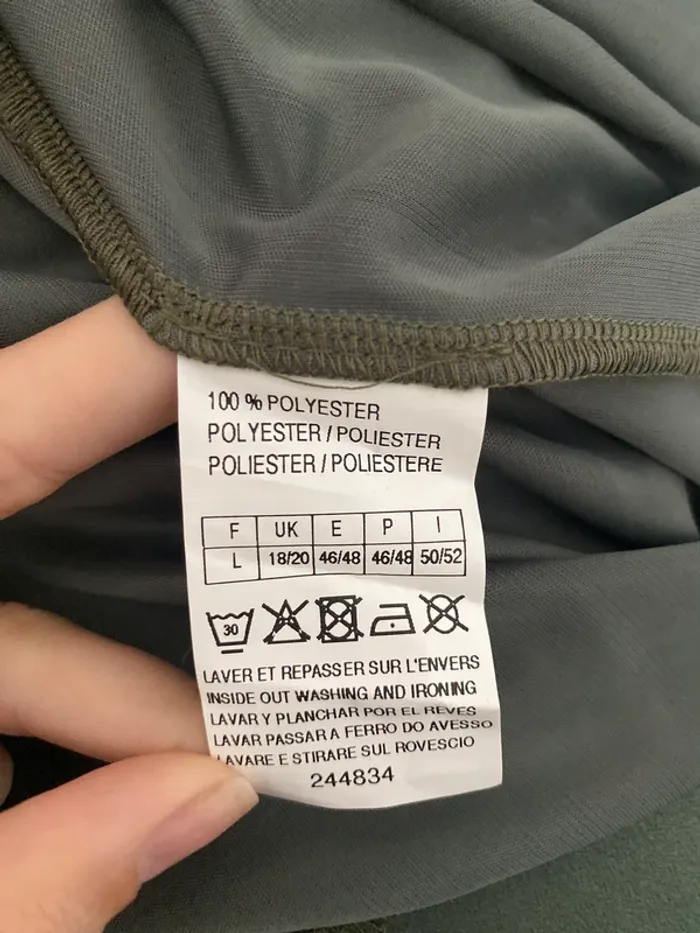 100 % POLYESTER
POLYESTER / POLIESTER
POLIESTER / POLIESTERE
F UK E P I
L 18/20 46/48 46/48 50/52
30
LAVER ET REPASSER SUR L'ENVERS
INSIDE OUT WASHING AND IRONING
LAVAR Y PLANCHAR POR EL REVES
LAVAR PASSAR A FERRO DO AVESSO
LAVARE E STIRARE SUL ROVESCIO
244834